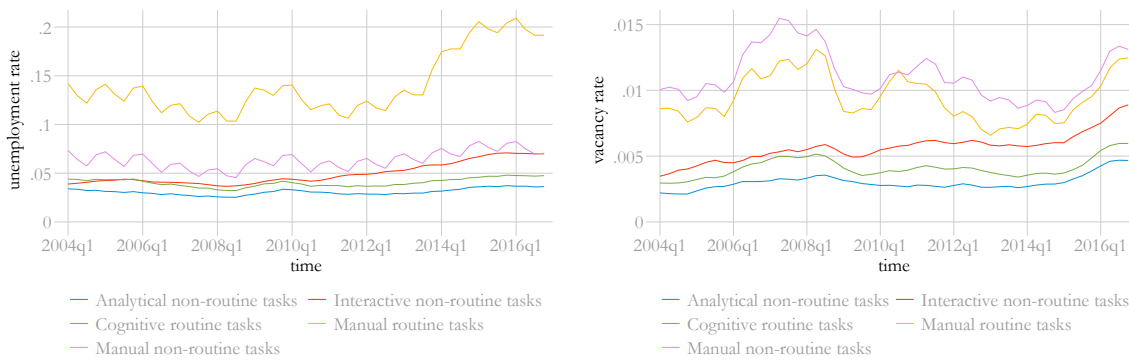 unemployment rate
.2
.15
.1
.05
0
2004q1 2006q1 2008q1 2010q1 2012q1 2014q1 2016q1
time
Analytical non-routine tasks Interactive non-routine tasks
Cognitive routine tasks Manual routine tasks
Manual non-routine tasks
vacancy rate
.015
.01
.005
0
2004q1 2006q1 2008q1 2010q1 2012q1 2014q1 2016q1
time
Analytical non-routine tasks Interactive non-routine tasks
Cognitive routine tasks Manual routine tasks
Manual non-routine tasks